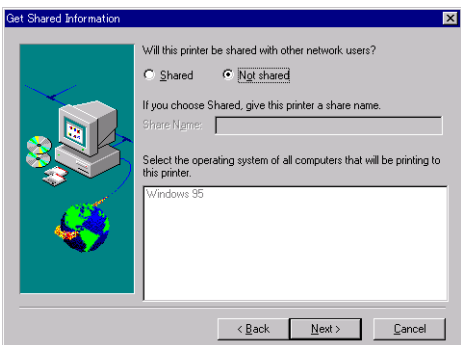 Get Shared Information
Will this printer be shared with other network users?
Shared Not shared
If you choose Shared, give this printer a share name.
Share Name:
Select the operating system of all computers that will be printing to
this printer.
Windows 95
< Back Next > Cancel